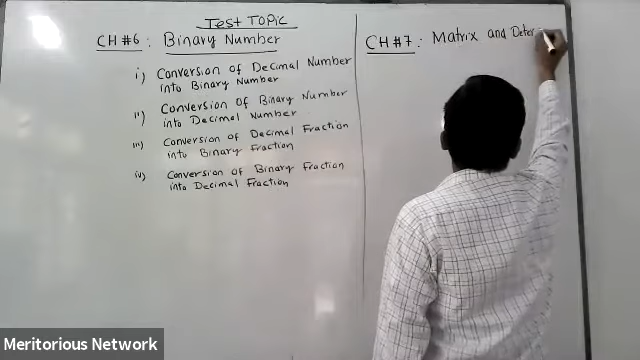 Test Topic
CH # 6 : Binary Number
i) Conversion of Decimal Number
into Binary Number
ii) Conversion of Binary Number
into Decimal Number
iii) Conversion of Decimal Fraction
into Binary Fraction
iv) Conversion of Binary Fraction
into Decimal Fraction
CH # 7 : Matrix and Deter
Meritorious Network